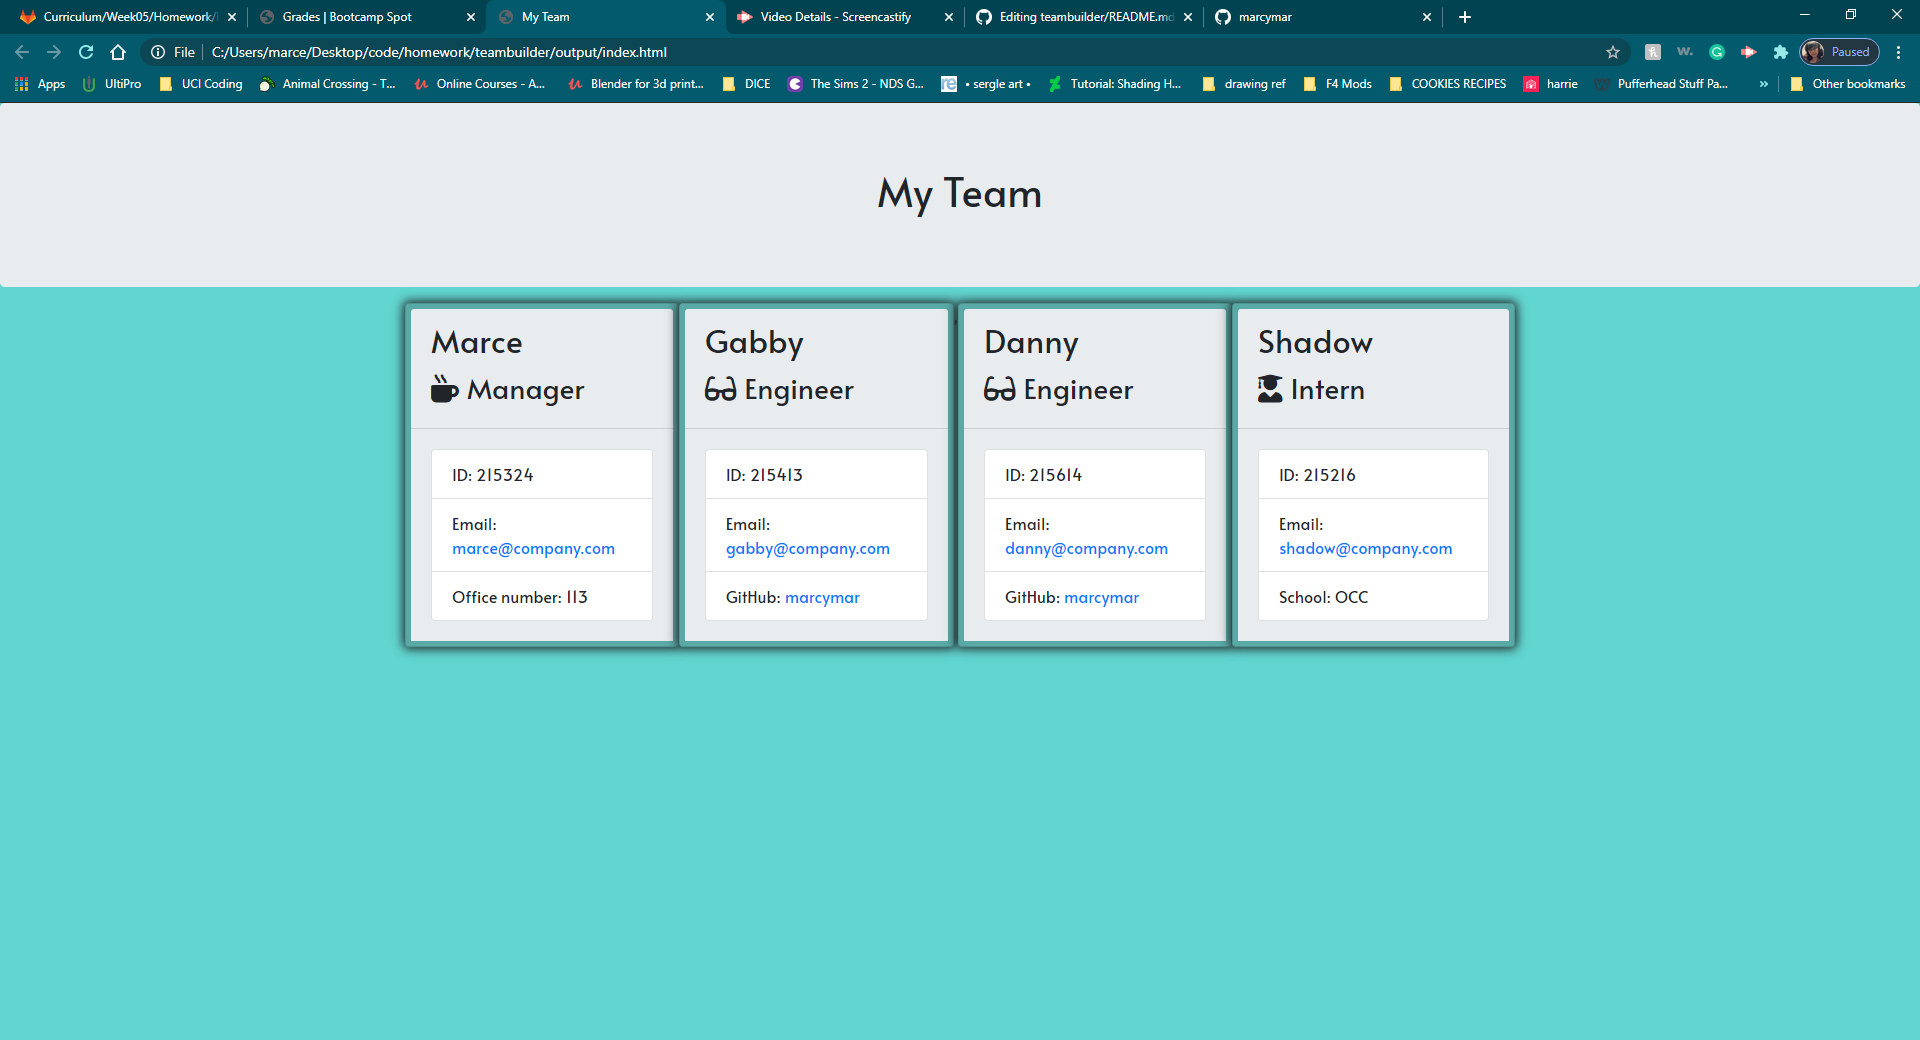 Curriculum/Week05/Homework/
Grades | Bootcamp Spot
My Team
Video Details - Screencastify
Editing teambuilder/README.md
marcymar
File
C:/Users/marce/Desktop/code/homework/teambuilder/output/index.html
Paused
Apps
UltiPro
UCI Coding
Animal Crossing - T...
Online Courses - A...
Blender for 3d print...
DICE
The Sims 2 - NDS G...
• sergle art •
Tutorial: Shading H...
drawing ref
F4 Mods
COOKIES RECIPES
harrie
Pufferhead Stuff Pa...
»
Other bookmarks
My Team
Marce
Manager
ID: 215324
Email:
marce@company.com
Office number: 113
Gabby
Engineer
ID: 215413
Email:
gabby@company.com
GitHub: marcymar
Danny
Engineer
ID: 215614
Email:
danny@company.com
GitHub: marcymar
Shadow
Intern
ID: 215216
Email:
shadow@company.com
School: OCC